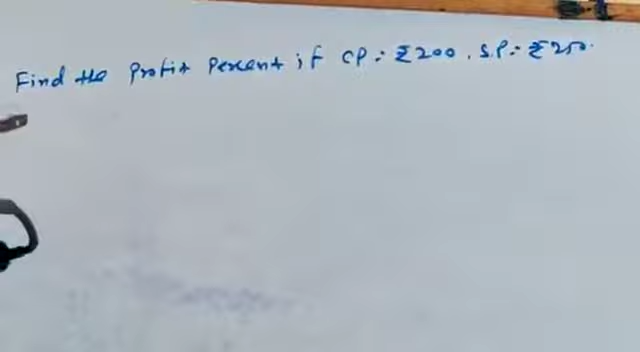 Find the Profit Percent if CP = ₹200, S.P = ₹250.